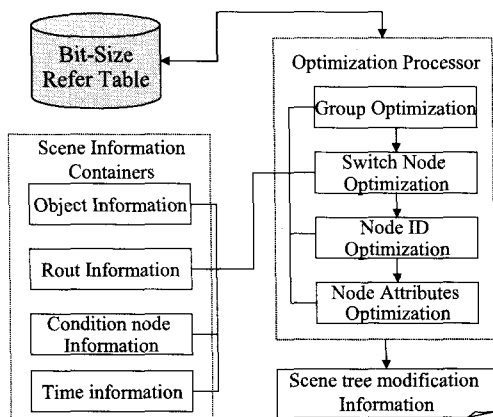 Bit-Size
Refer Table
Optimization Processor
Group Optimization
Switch Node
Optimization
Node ID
Optimization
Node Attributes
Optimization
Scene Information
Containers
Object Information
Rout Information
Condition node
Information
Time information
Scene tree modification
Information